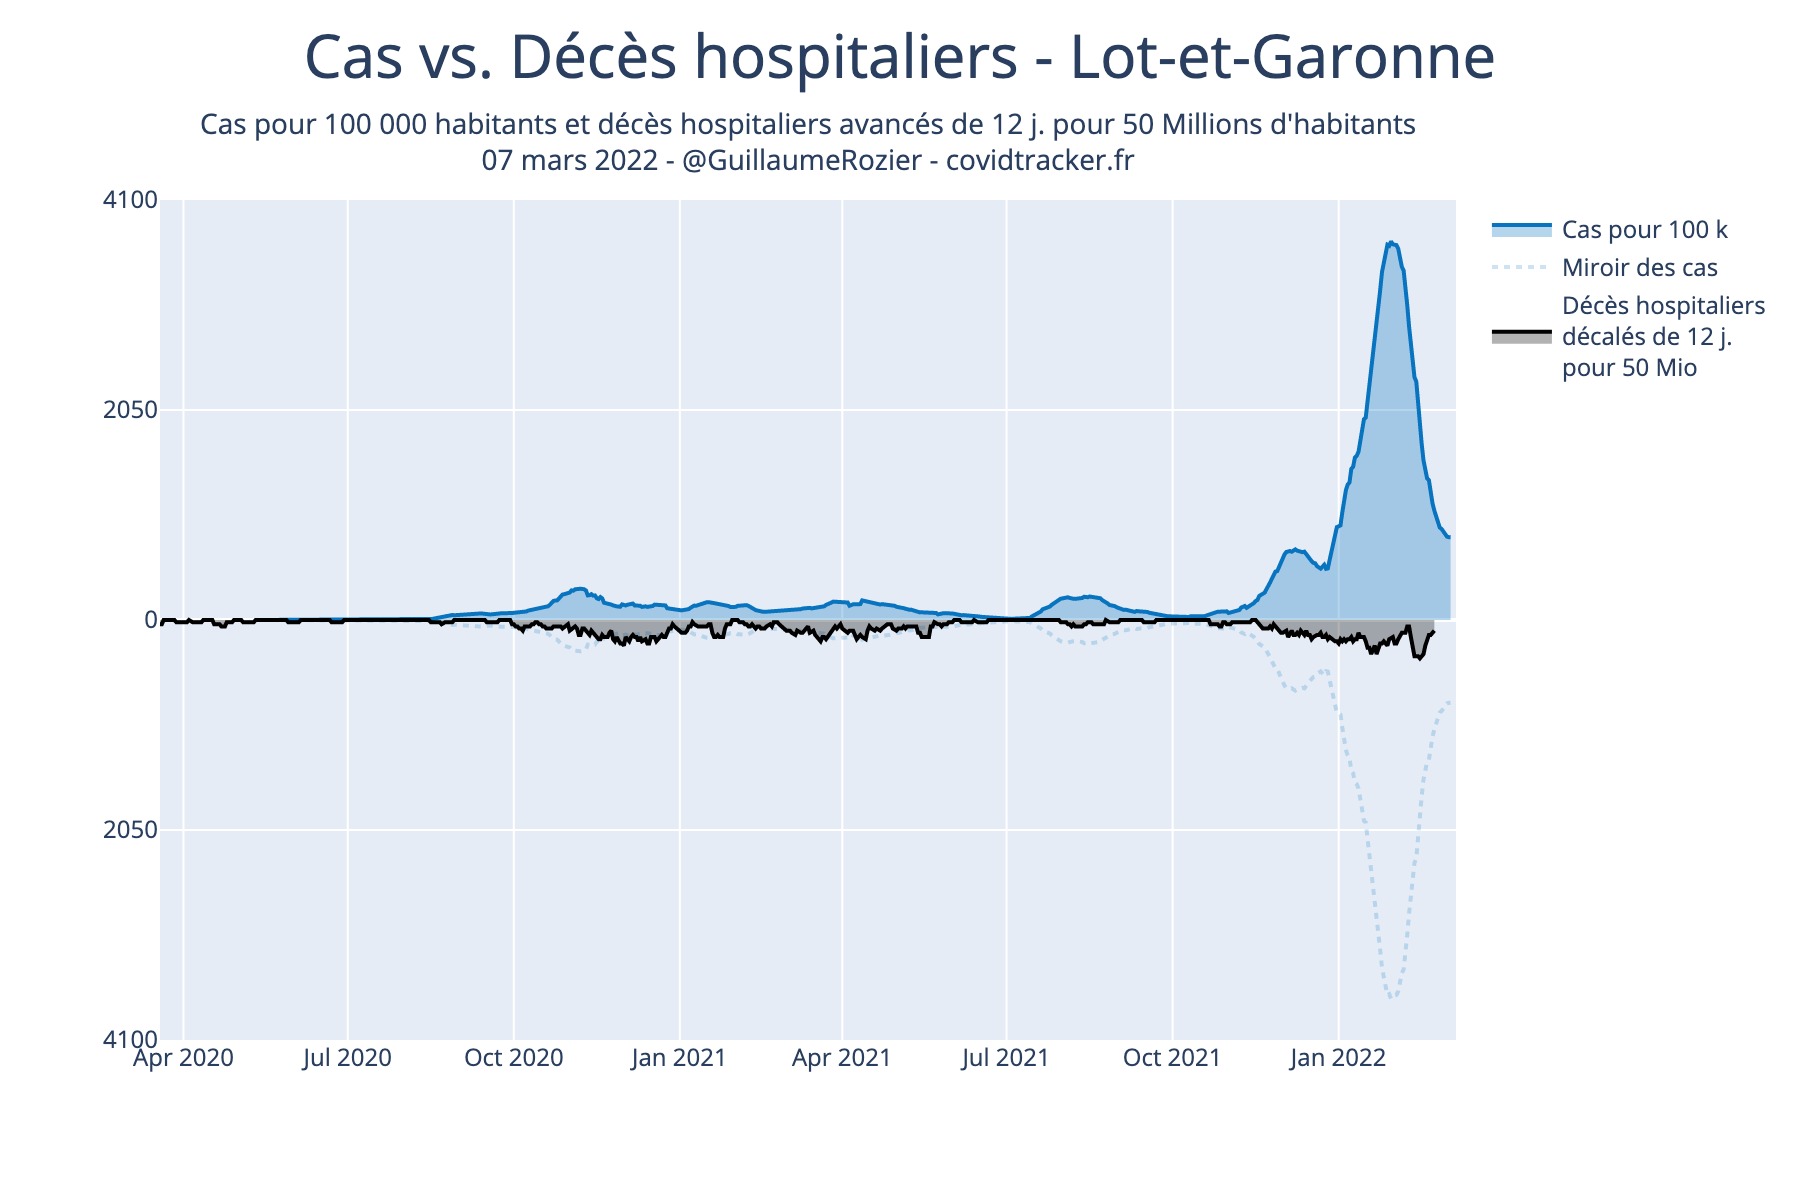 Cas vs. Décès hospitaliers - Lot-et-Garonne
Cas pour 100 000 habitants et décès hospitaliers avancés de 12 j. pour 50 Millions d'habitants
07 mars 2022 - @GuillaumeRozier - covidtracker.fr
4100
2050
0
2050
4100
Apr 2020
Jul 2020
Oct 2020
Jan 2021
Apr 2021
Jul 2021
Oct 2021
Jan 2022
Cas pour 100 k
Miroir des cas
Décès hospitaliers
décalés de 12 j.
pour 50 Mio